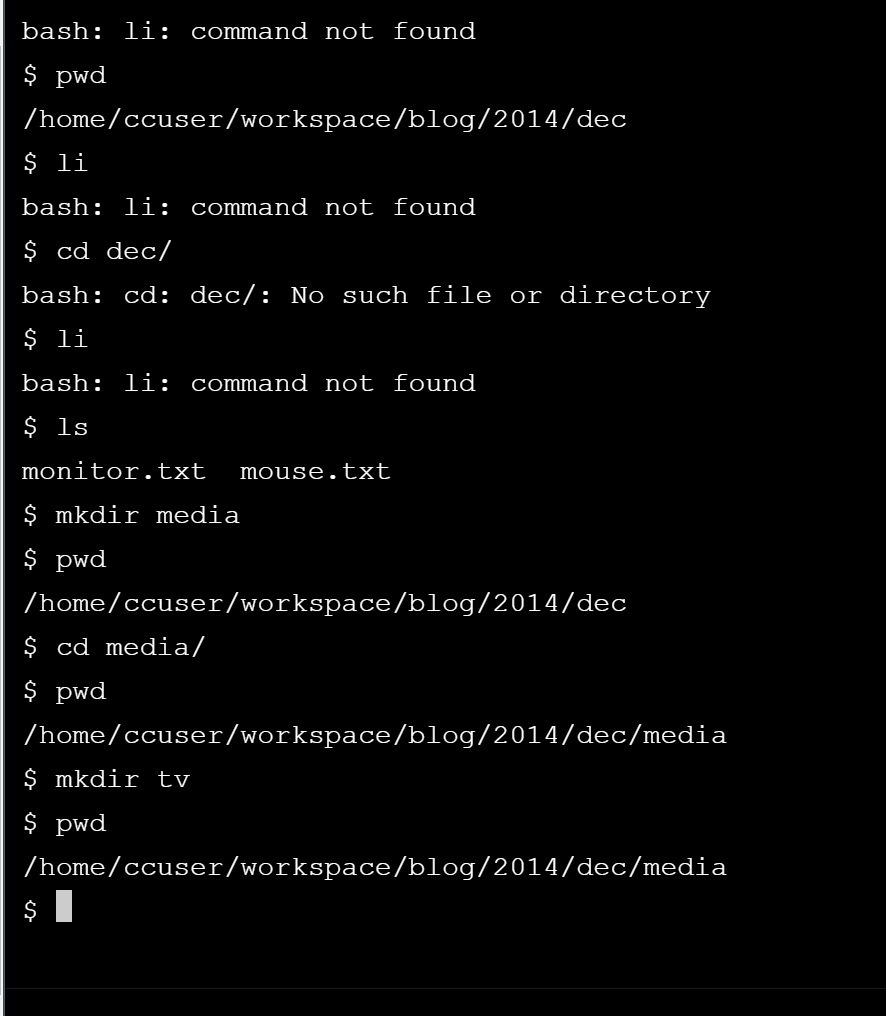 bash: li: command not found
$ pwd
/home/ccuser/workspace/blog/2014/dec
$ li
bash: li: command not found
$ cd dec/
bash: cd: dec/: No such file or directory
$ li
bash: li: command not found
$ ls
monitor.txt  mouse.txt
$ mkdir media
$ pwd
/home/ccuser/workspace/blog/2014/dec
$ cd media/
$ pwd
/home/ccuser/workspace/blog/2014/dec/media
$ mkdir tv
$ pwd
/home/ccuser/workspace/blog/2014/dec/media
$